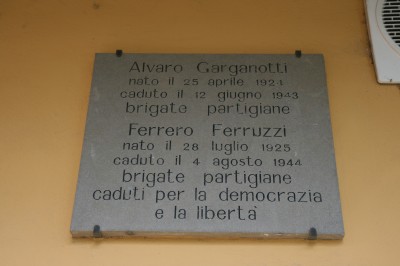 Alvaro Garganotti
nato il 25 aprile 1924
caduto il 12 giugno 1943
brigate partigiane
Ferrero Ferruzzi
nato il 28 luglio 1925
caduto il 4 agosto 1944
brigate partigiane
caduti per la democrazia
e la libertà